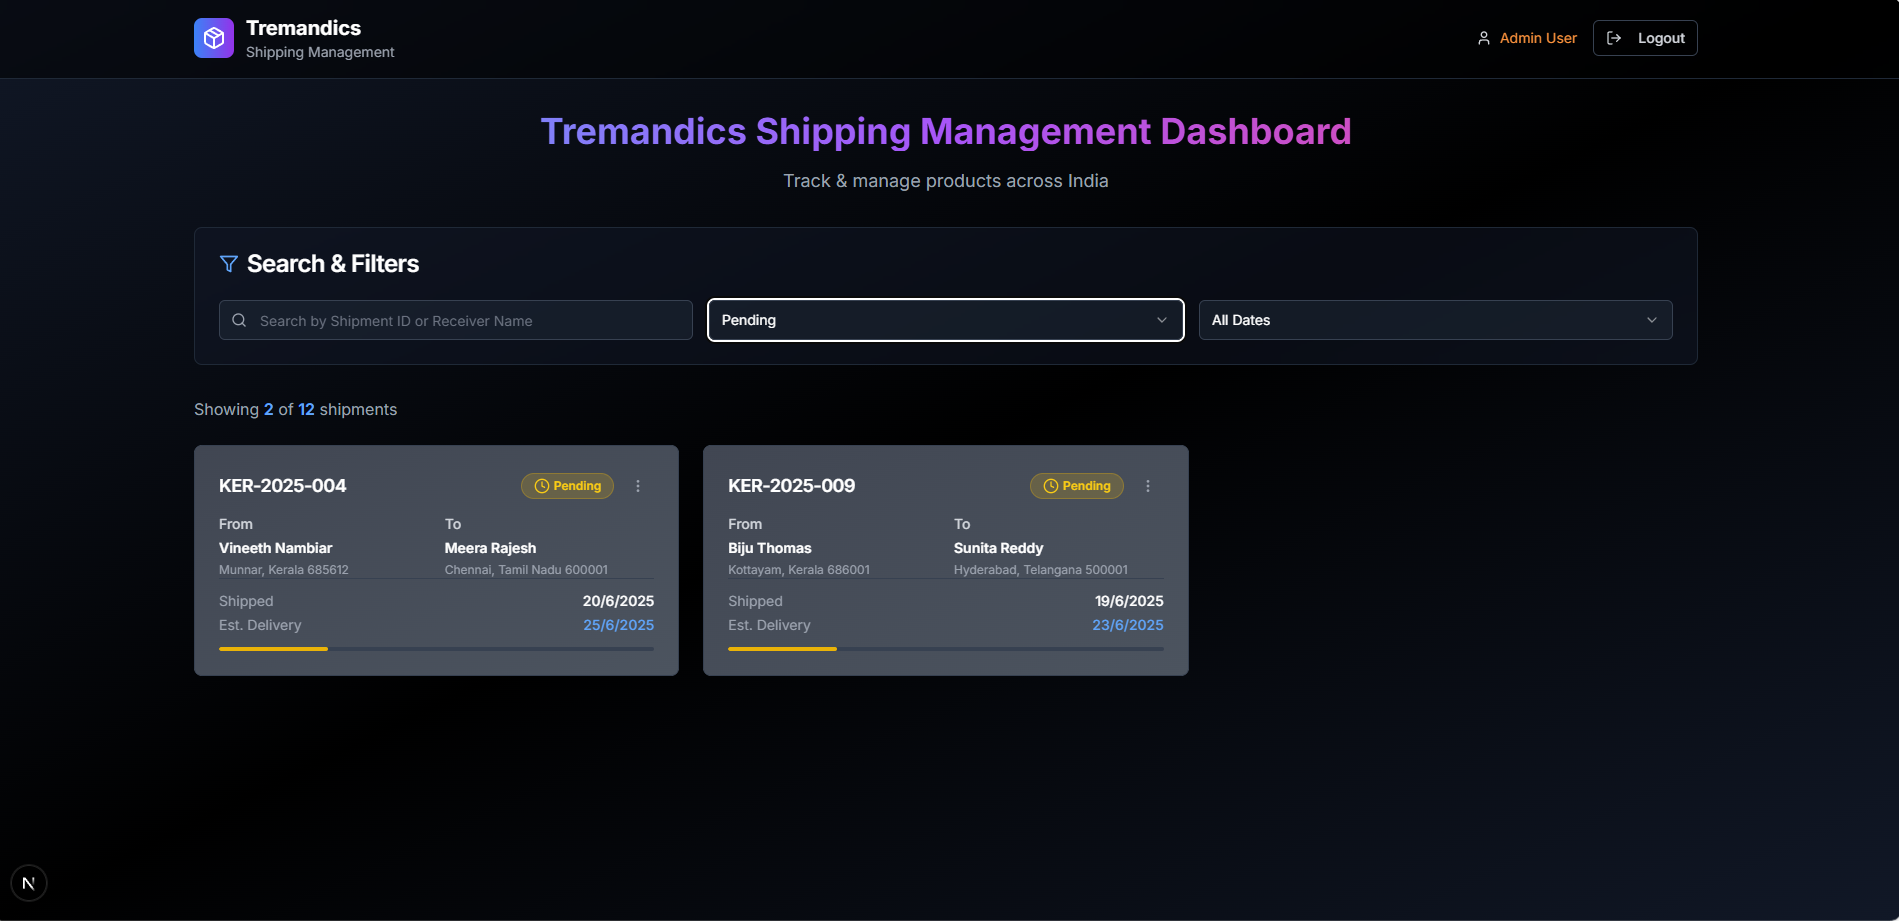 Tremandics
Shipping Management
Admin User
Logout
Tremandics Shipping Management Dashboard
Track & manage products across India
Search & Filters
Search by Shipment ID or Receiver Name
Pending
All Dates
Showing 2 of 12 shipments
KER-2025-004
Pending
From
To
Vineeth Nambiar
Meera Rajesh
Munnar, Kerala 685612
Chennai, Tamil Nadu 600001
Shipped
20/6/2025
Est. Delivery
25/6/2025
KER-2025-009
Pending
From
To
Biju Thomas
Sunita Reddy
Kottayam, Kerala 686001
Hyderabad, Telangana 500001
Shipped
19/6/2025
Est. Delivery
23/6/2025
N